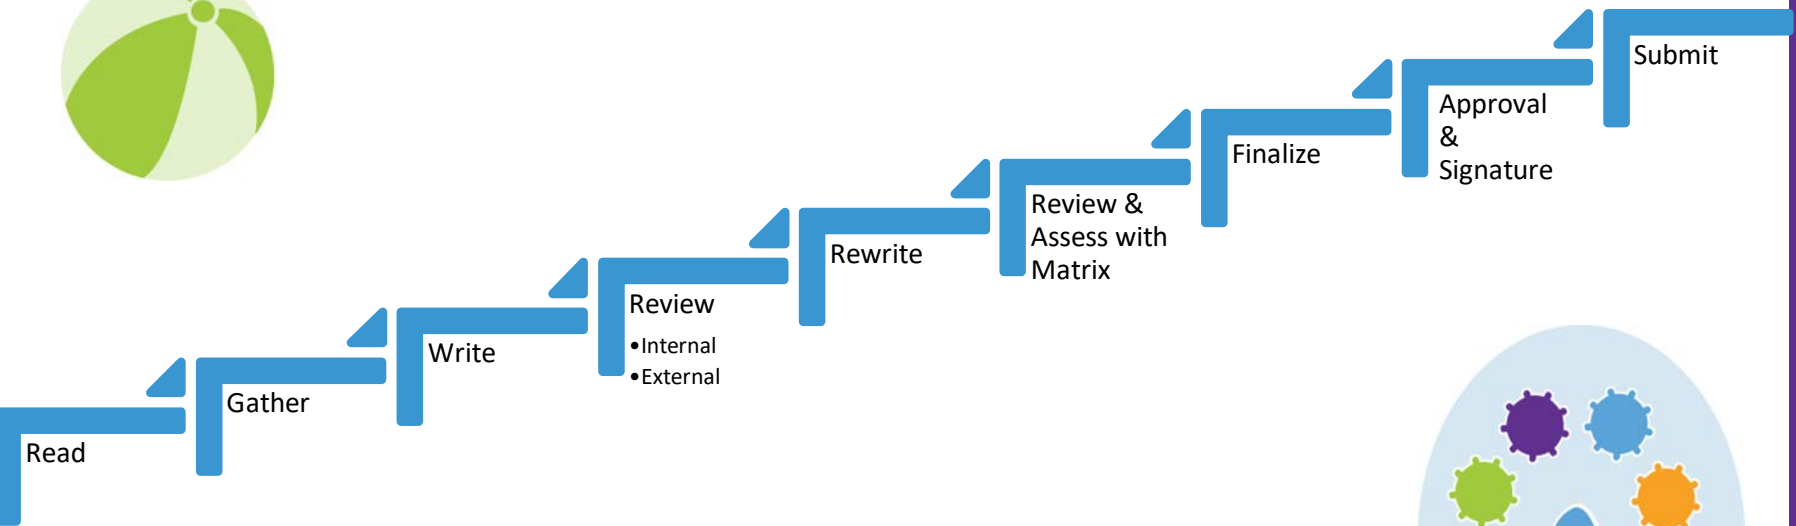 Read
Gather
Write
Review
•Internal
•External
Rewrite
Review &
Assess with
Matrix
Finalize
Approval
&
Signature
Submit